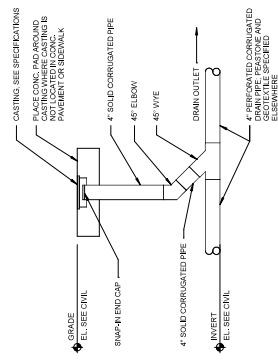 CASTING, SEE SPECIFICATIONS
PLACE CONC. PAD AROUND
CASTING WHERE CASTING IS
NOT LOCATED IN CONC.
PAVEMENT OR SIDEWALK
4" SOLID CORRUGATED PIPE
45° ELBOW
45° WYE
DRAIN OUTLET
4" PERFORATED CORRUGATED
DRAIN PIPE; PEASTONE AND
GEOTEXTILE SPECIFIED
ELSEWHERE
GRADE
EL. SEE CIVIL
SNAP-IN END CAP
4" SOLID CORRUGATED PIPE
INVERT
EL. SEE CIVIL